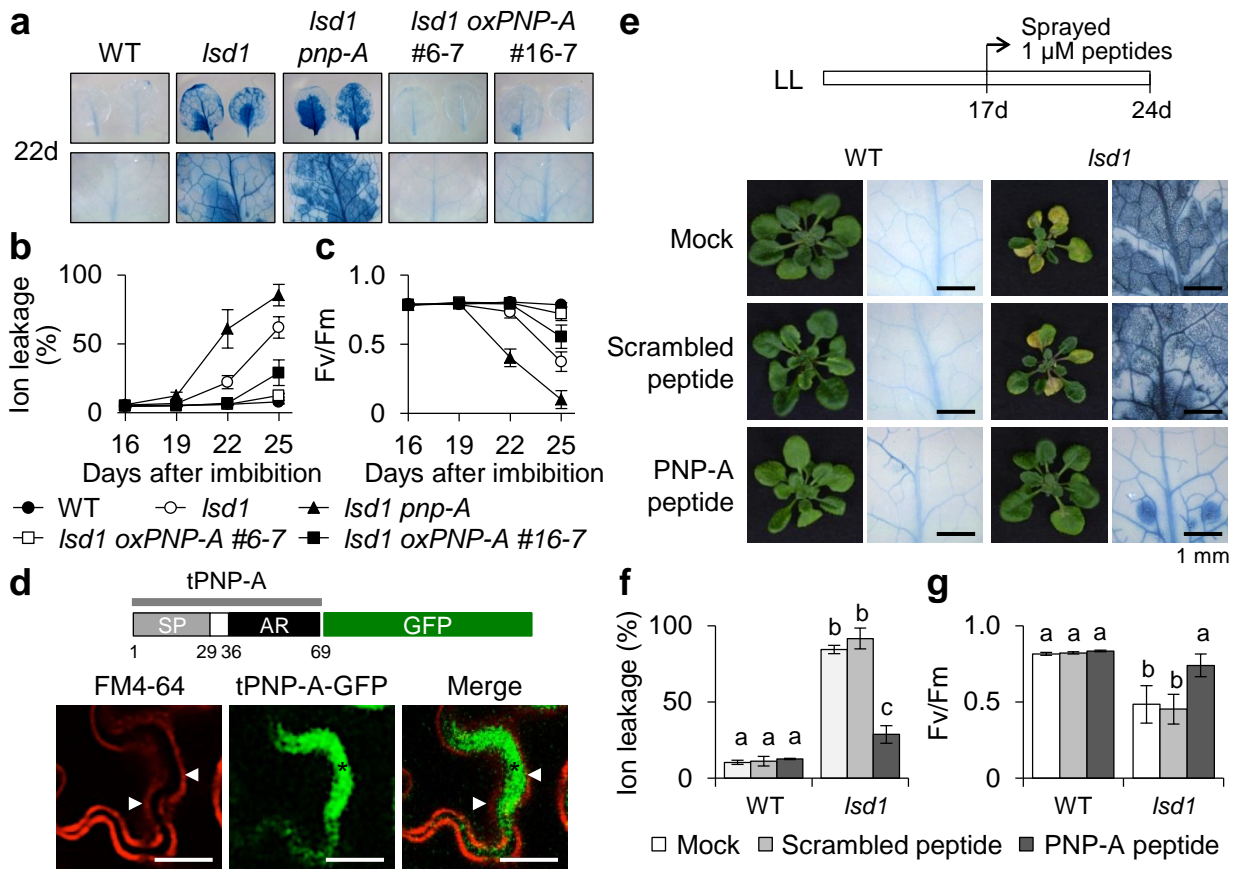 a
WT
lsd1
lsd1 pnp-A
lsd1 oxPNP-A
#6-7
#16-7
22d
b
Ion leakage (%)
100
50
0
16
19
22
25
Days after imbibition
c
Fv/Fm
1.0
0.5
0
16
19
22
25
Days after imbibition
WT
lsd1
lsd1 pnp-A
lsd1 oxPNP-A #6-7
lsd1 oxPNP-A #16-7
d
tPNP-A
SP
AR
GFP
1
29
36
69
FM4-64
tPNP-A-GFP
Merge
*
*
e
Sprayed
1 µM peptides
LL
17d
24d
WT
lsd1
Mock
Scrambled peptide
PNP-A peptide
1 mm
f
Ion leakage (%)
100
50
0
a
a
a
b
b
c
WT
lsd1
g
Fv/Fm
1.0
0.5
0
a
a
a
b
b
a
WT
lsd1
Mock
Scrambled peptide
PNP-A peptide